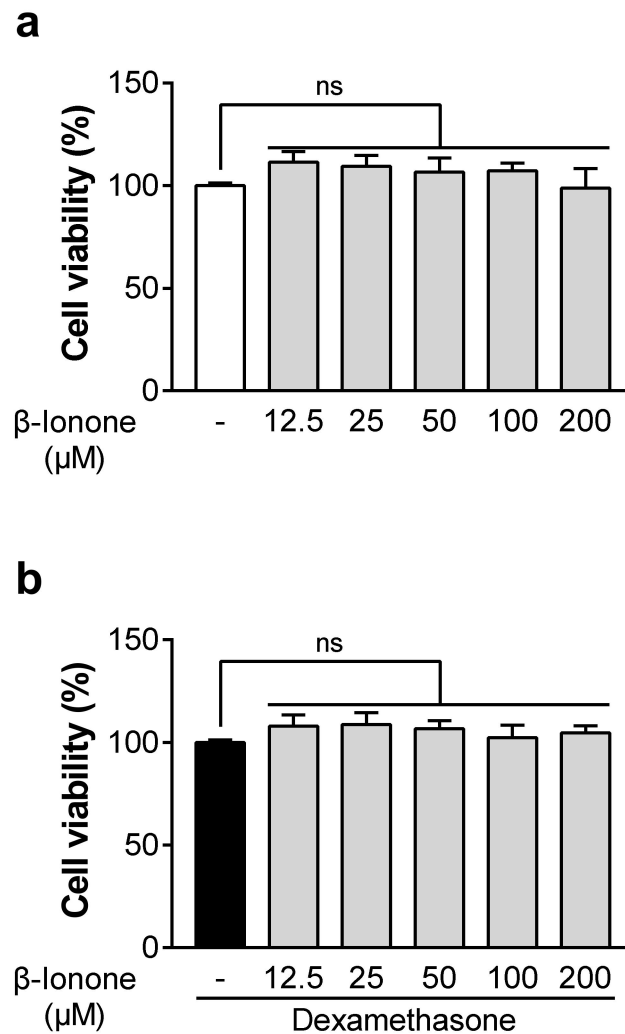 a
150
100
50
0
Cell viability (%)
ns
β-Ionone
(µM)
- 12.5 25 50 100 200
b
150
100
50
0
Cell viability (%)
ns
β-Ionone
(µM)
- 12.5 25 50 100 200
Dexamethasone